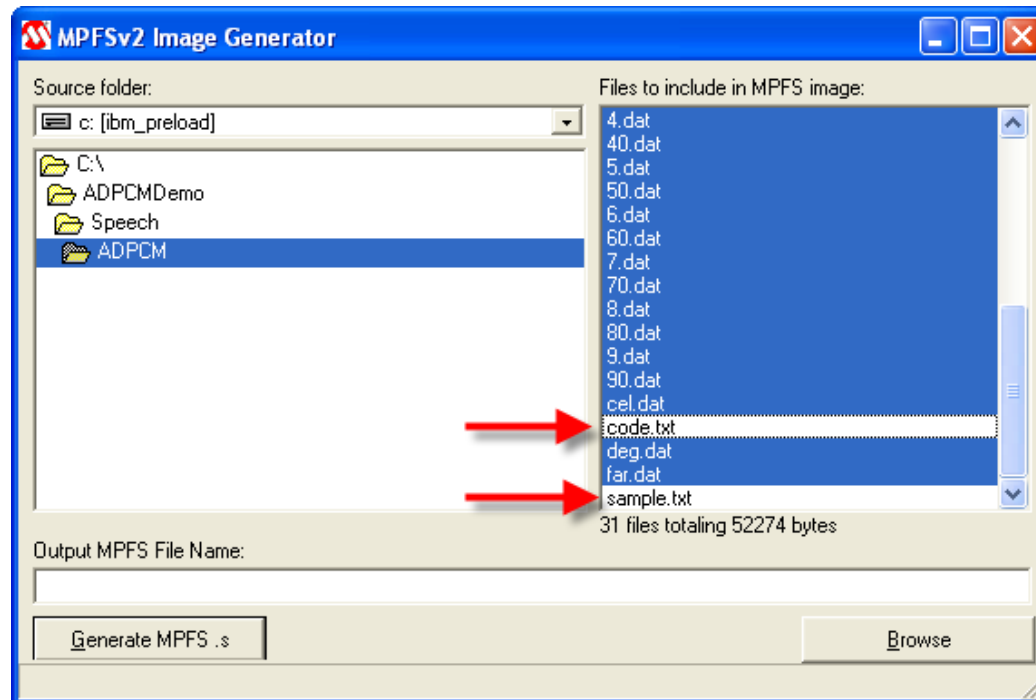 MPFSv2 Image Generator
Source folder:
c: [ibm_preload]
C:\
ADPCMDemo
Speech
ADPCM
Files to include in MPFS image:
4.dat
40.dat
5.dat
50.dat
6.dat
60.dat
7.dat
70.dat
8.dat
80.dat
9.dat
90.dat
cel.dat
code.txt
deg.dat
far.dat
sample.txt
31 files totaling 52274 bytes
Output MPFS File Name:
Generate MPFS .s
Browse